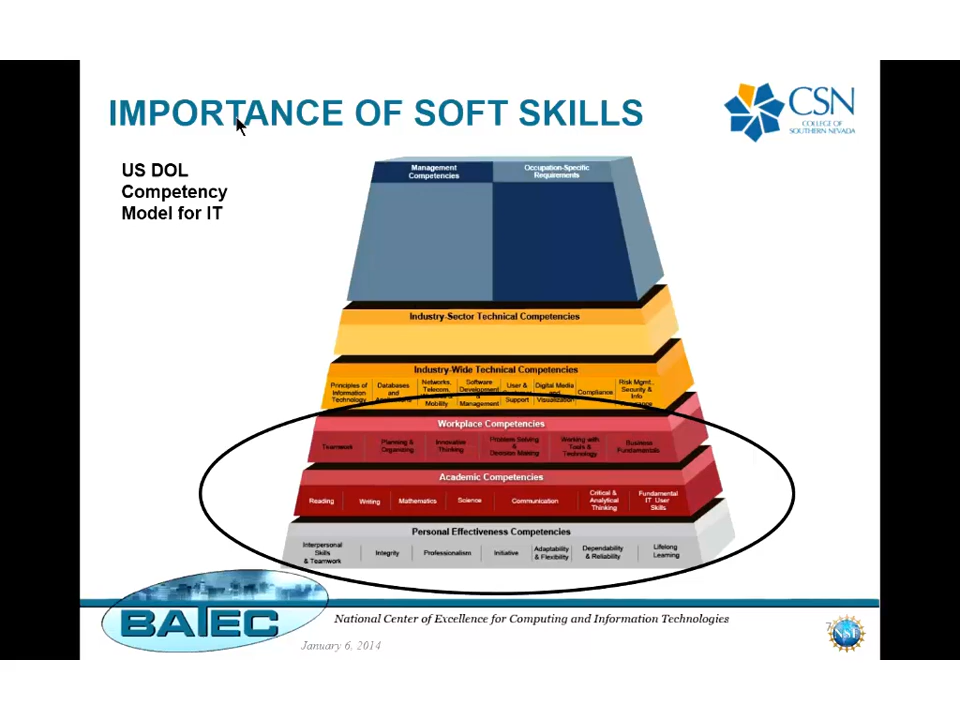 IMPORTANCE OF SOFT SKILLS
CSN
COLLEGE OF
SOUTHERN NEVADA
US DOL
Competency
Model for IT
Management
Competencies
Occupation-Specific
Requirements
Industry-Sector Technical Competencies
Industry-Wide Technical Competencies
Principles of
Information
Technology
Databases
and
Networks,
Telecom,
Mobility
Software
Development
Management
User &
Support
Digital Media
and
Visualization
Compliance
Risk Mgmt.,
Security &
Info
Workplace Competencies
Teamwork
Planning &
Organizing
Innovative
Thinking
Problem Solving
&
Decision Making
Working with
Tools &
Technology
Business
Fundamentals
Academic Competencies
Reading
Writing
Mathematics
Science
Communication
Critical &
Analytical
Thinking
Fundamental
IT User
Skills
Personal Effectiveness Competencies
Interpersonal
Skills
& Teamwork
Integrity
Professionalism
Initiative
Adaptability
& Flexibility
Dependability
& Reliability
Lifelong
Learning
BATEC
National Center of Excellence for Computing and Information Technologies
January 6, 2014
7
NSF